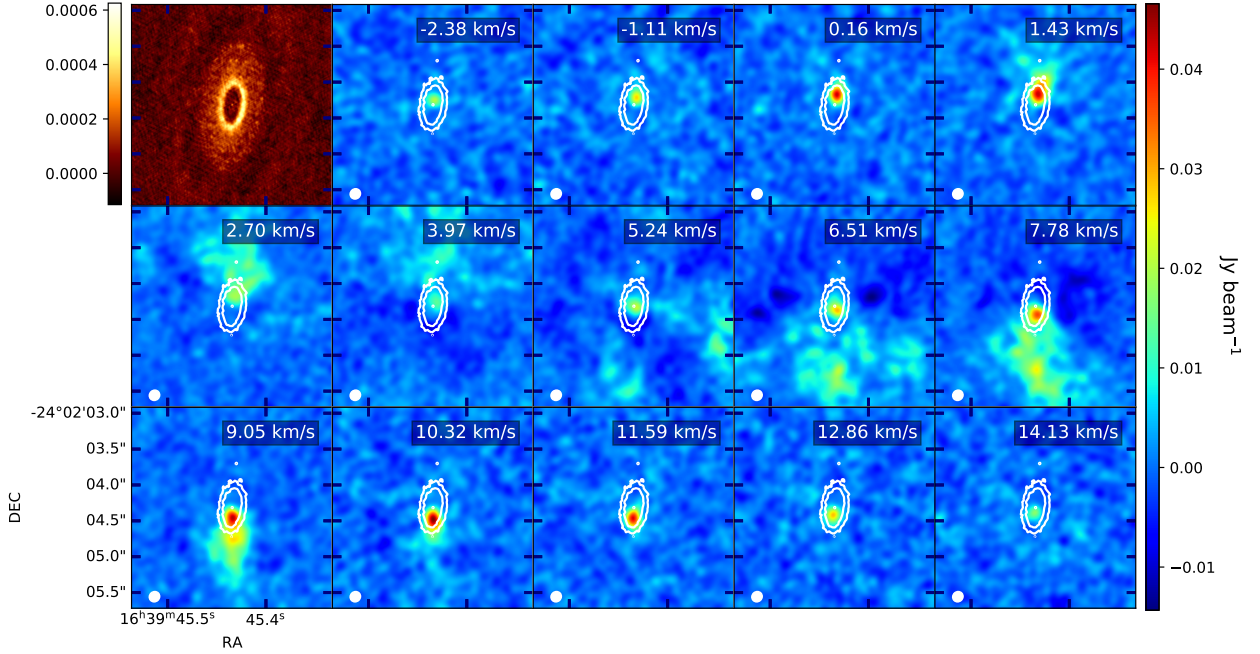 0.0006
0.0004
0.0002
0.0000
-2.38 km/s
-1.11 km/s
0.16 km/s
1.43 km/s
2.70 km/s
3.97 km/s
5.24 km/s
6.51 km/s
7.78 km/s
9.05 km/s
10.32 km/s
11.59 km/s
12.86 km/s
14.13 km/s
-24°02'03.0"
03.5"
04.0"
04.5"
05.0"
05.5"
DEC
16ʰ39ᵐ45.5ˢ
45.4ˢ
RA
0.04
0.03
0.02
0.01
0.00
−0.01
Jy beam⁻¹